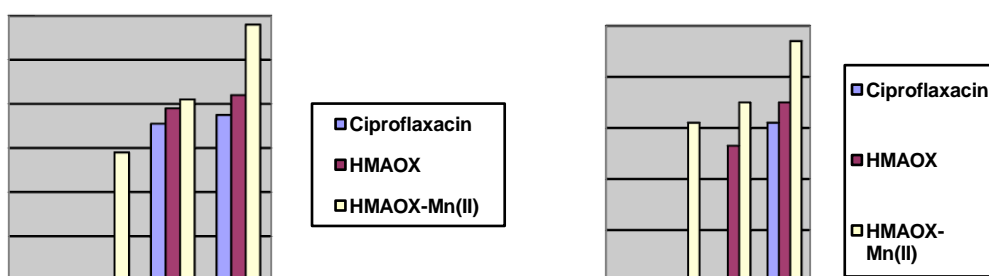 Ciproflaxacin
HMAOX
HMAOX-Mn(II)
Ciproflaxacin
HMAOX
HMAOX-
Mn(II)